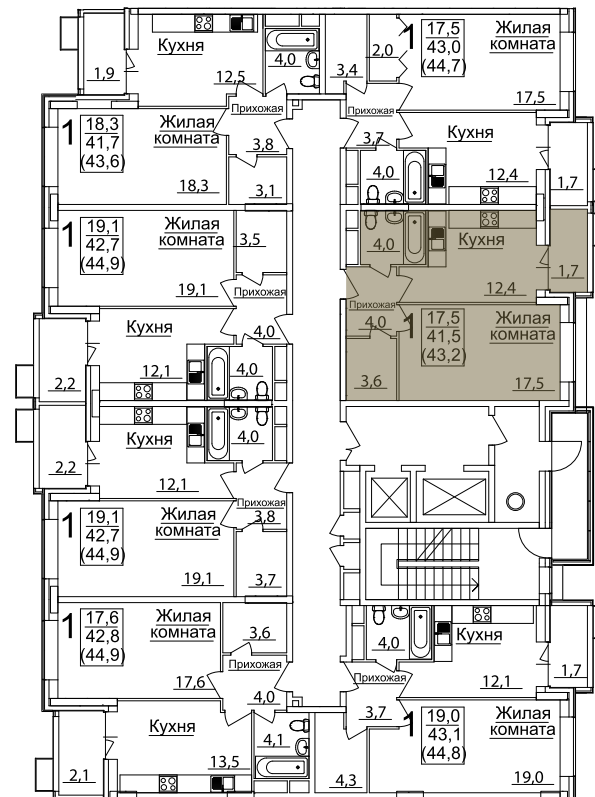 Кухня
1,9
12,5
4,0
3,4
2,0
1
17,5
43,0
(44,7)
Жилая
комната
17,5
Прихожая
Прихожая
1
18,3
41,7
(43,6)
Жилая
комната
18,3
3,8
3,1
3,7
4,0
Кухня
12,4
1,7
1
19,1
42,7
(44,9)
Жилая
комната
19,1
3,5
Прихожая
4,0
4,0
Кухня
12,4
1,7
Прихожая
4,0
1
17,5
41,5
(43,2)
Жилая
комната
17,5
3,6
Кухня
12,1
2,2
4,0
Кухня
12,1
2,2
4,0
Прихожая
3,8
1
19,1
42,7
(44,9)
Жилая
комната
19,1
3,7
1
17,6
42,8
(44,9)
Жилая
комната
17,6
3,6
Прихожая
4,0
4,0
Кухня
12,1
1,7
Прихожая
3,7
Кухня
13,5
2,1
4,1
4,3
1
19,0
43,1
(44,8)
Жилая
комната
19,0